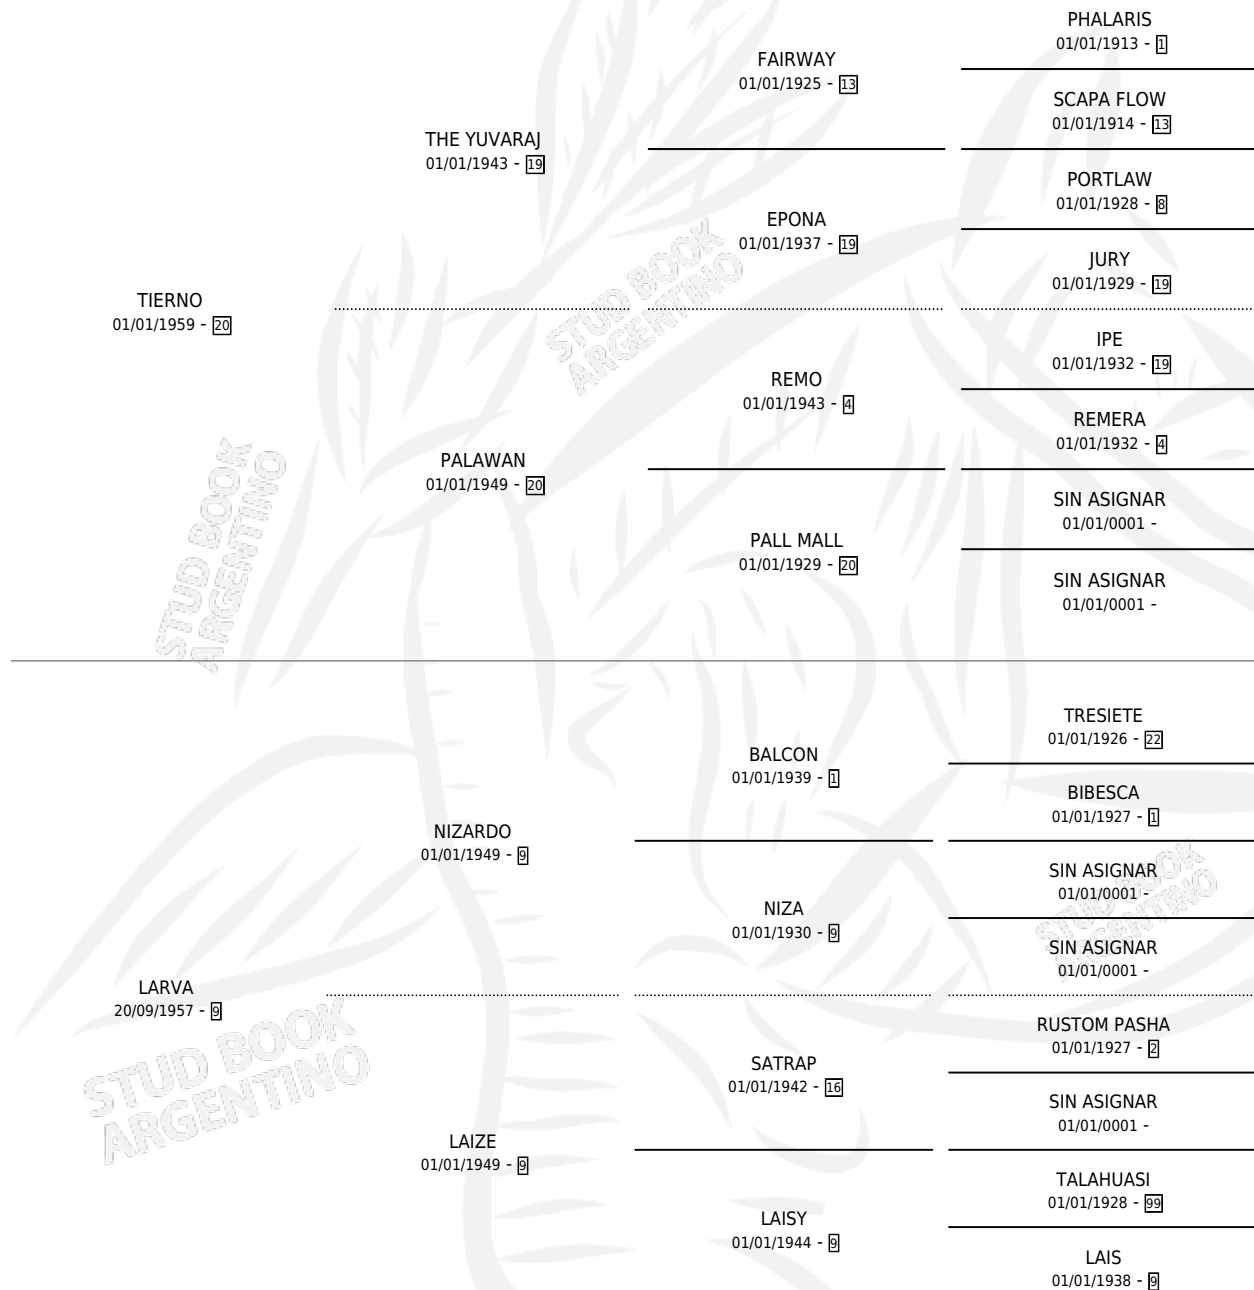 PHALARIS
01/01/1913 - 1
FAIRWAY
01/01/1925 - 13
SCAPA FLOW
01/01/1914 - 13
THE YUVARAJ
01/01/1943 - 19
PORTLAW
01/01/1928 - 8
EPONA
01/01/1937 - 19
JURY
01/01/1929 - 19
TIERNO
01/01/1959 - 20
STUD BOOK
ARGENTINO
IPE
01/01/1932 - 19
REMO
01/01/1943 - 4
REMERA
01/01/1932 - 4
PALAWAN
01/01/1949 - 20
SIN ASIGNAR
01/01/0001 -
PALL MALL
01/01/1929 - 20
SIN ASIGNAR
01/01/0001 -
STUD BOOK
ARGENTINO
TRESIETE
01/01/1926 - 22
BALCON
01/01/1939 - 1
BIBESCA
01/01/1927 - 1
NIZARDO
01/01/1949 - 9
SIN ASIGNAR
01/01/0001 -
NIZA
01/01/1930 - 9
STUD BOOK
ARGENTINO
SIN ASIGNAR
01/01/0001 -
LARVA
20/09/1957 - 9
STUD BOOK
ARGENTINO
RUSTOM PASHA
01/01/1927 - 2
SATRAP
01/01/1942 - 16
SIN ASIGNAR
01/01/0001 -
LAIZE
01/01/1949 - 9
TALAHUASI
01/01/1928 - 99
LAISY
01/01/1944 - 9
LAIS
01/01/1938 - 9